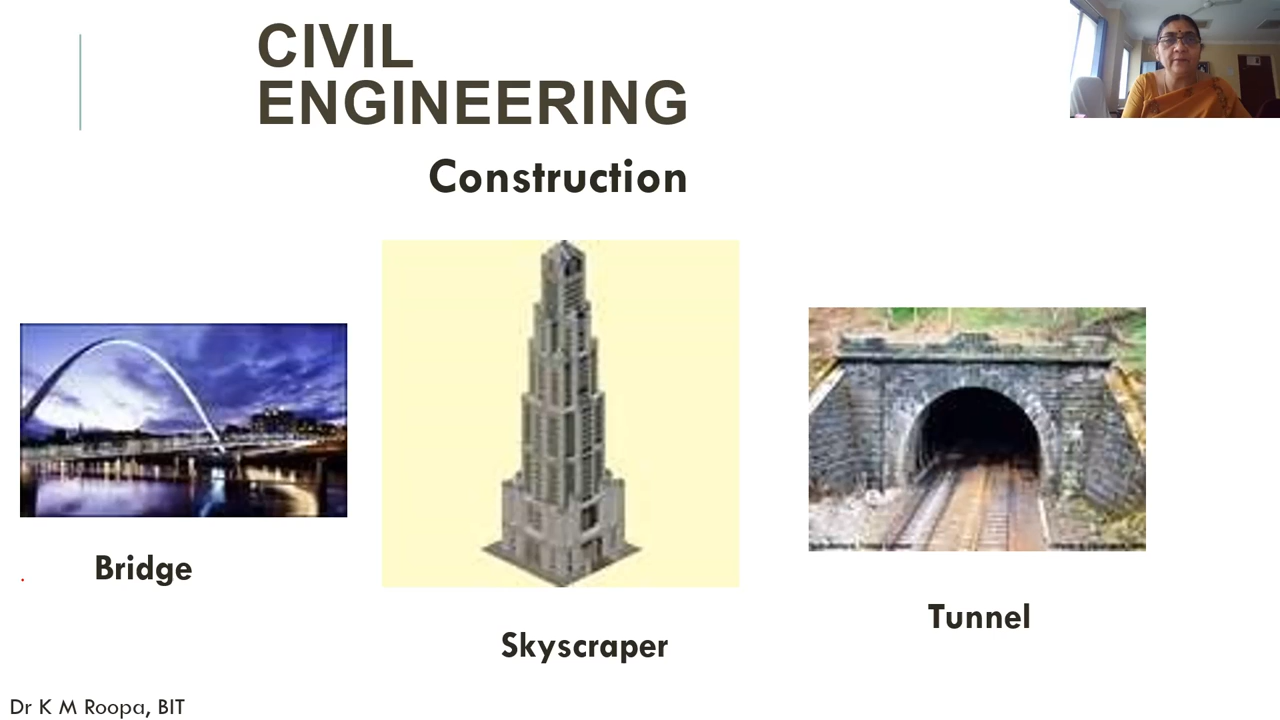 CIVIL
ENGINEERING
Construction
Bridge
Skyscraper
Tunnel
Dr K M Roopa, BIT